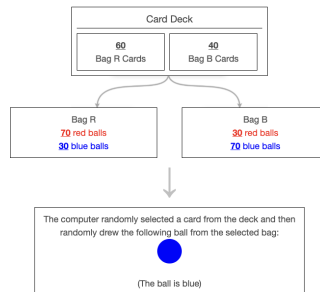 Card Deck
60
Bag R Cards
40
Bag B Cards
Bag R
70 red balls
30 blue balls
Bag B
30 red balls
70 blue balls
The computer randomly selected a card from the deck and then
randomly drew the following ball from the selected bag:
(The ball is blue)